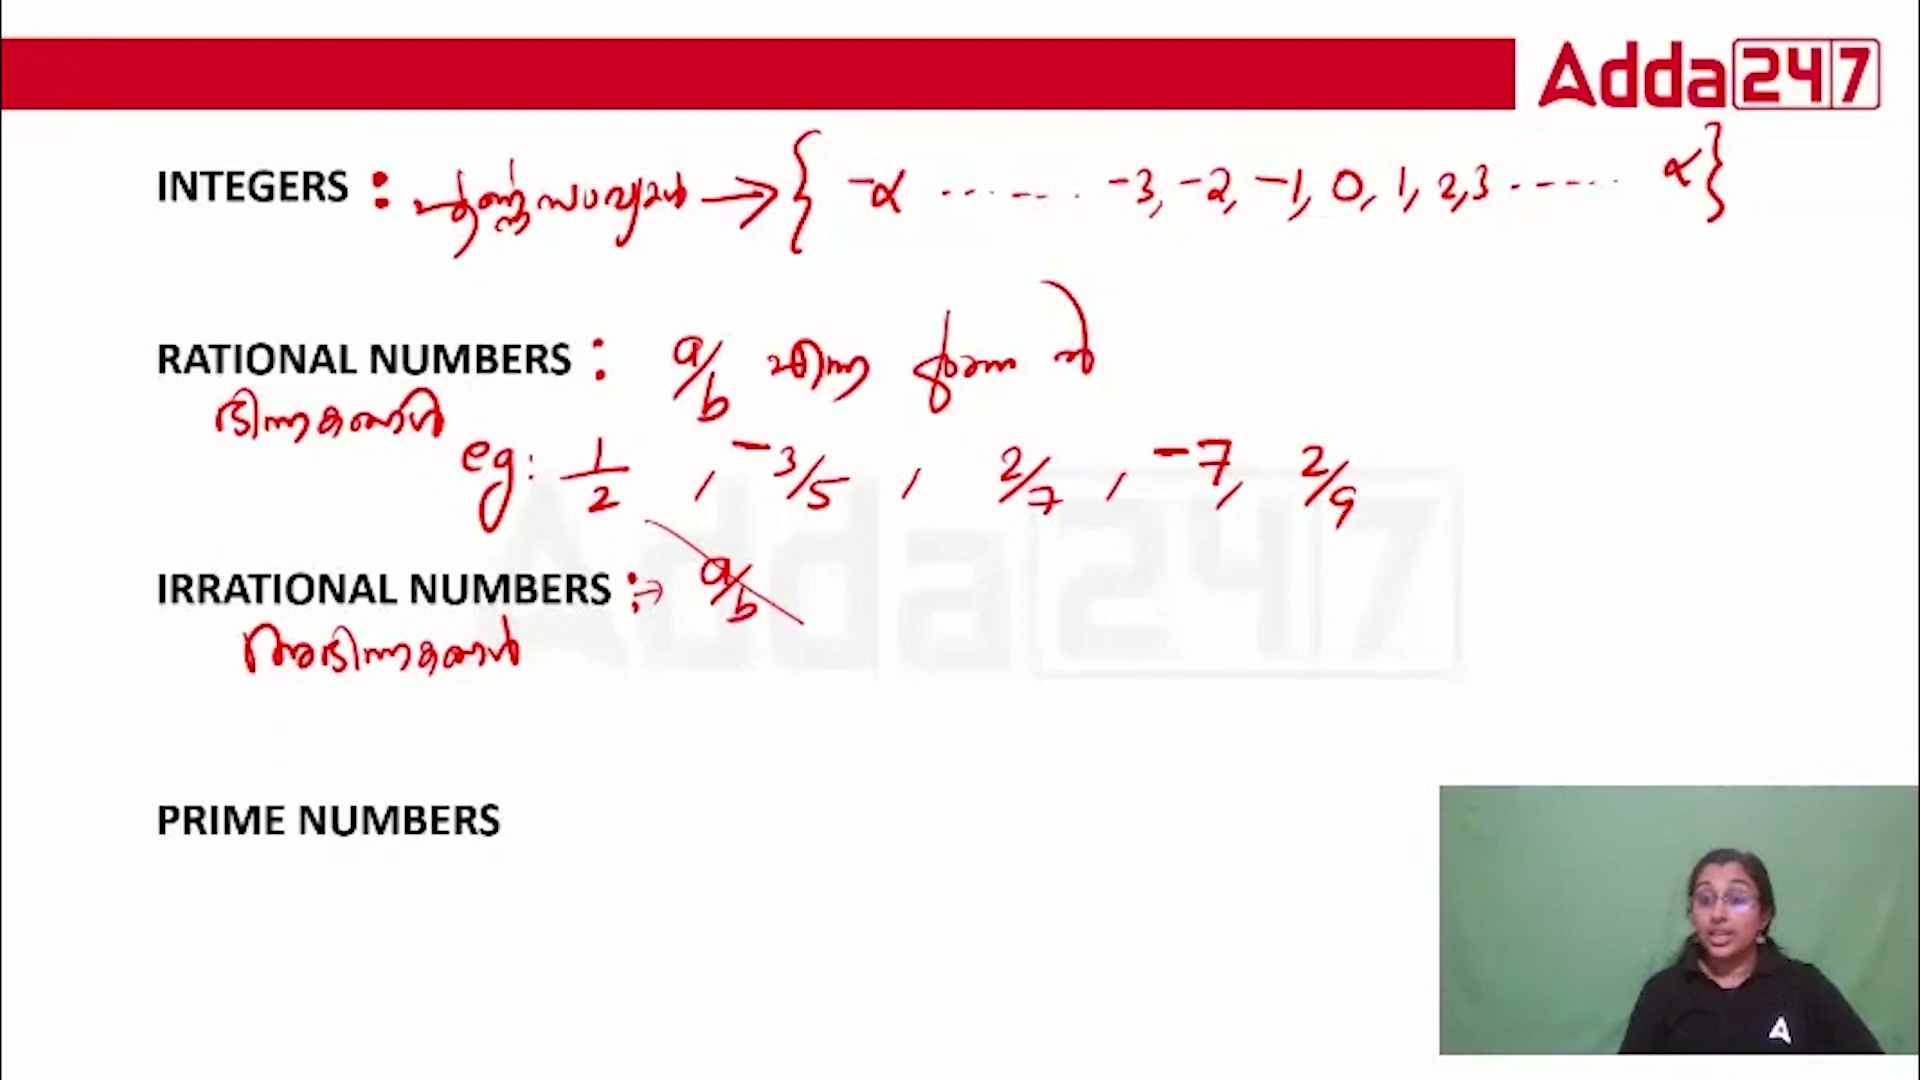 Adda247
INTEGERS : പൂർണ്ണസംഖ്യകൾ → { -α ........ -3, -2, -1, 0, 1, 2, 3 ........ α }
RATIONAL NUMBERS : a/b എന്ന രൂപത്തിൽ
ഭിന്നകങ്ങൾ
eg: 1/2 , -3/5 , 2/7 , -7, 2/9
IRRATIONAL NUMBERS :→ a/b
അഭിന്നകങ്ങൾ
PRIME NUMBERS